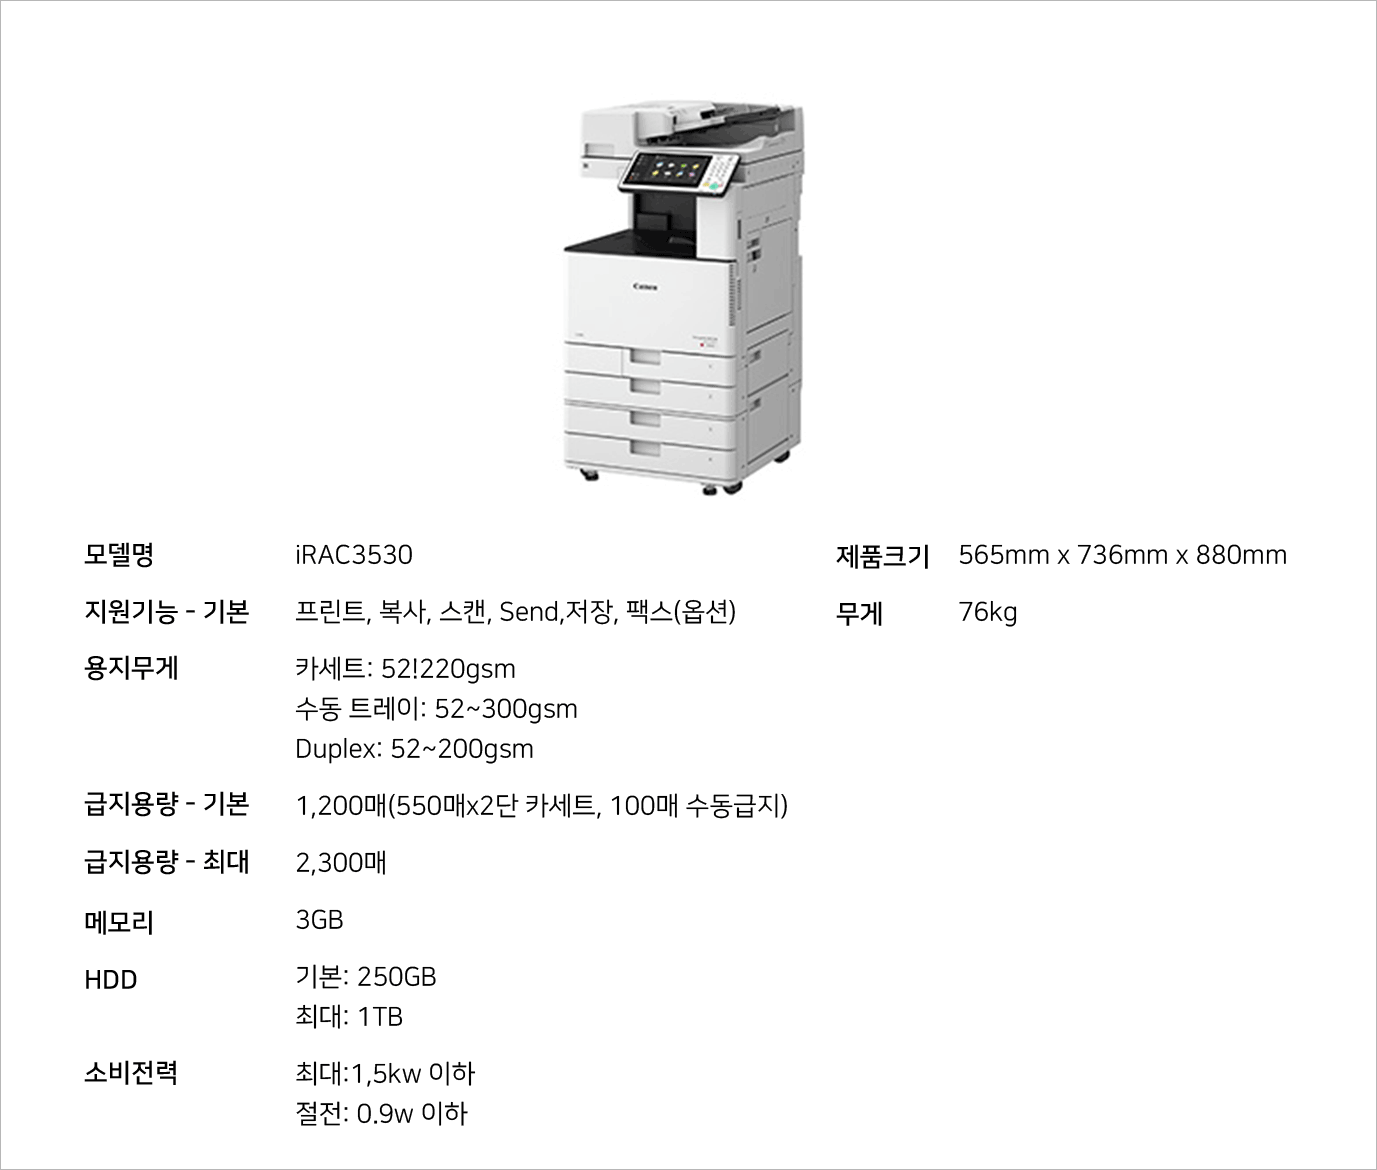 Canon
모델명 iRAC3530
지원기능 - 기본 프린트, 복사, 스캔, Send,저장, 팩스(옵션)
용지무게 카세트: 52!220gsm
수동 트레이: 52~300gsm
Duplex: 52~200gsm
급지용량 - 기본 1,200매(550매x2단 카세트, 100매 수동급지)
급지용량 - 최대 2,300매
메모리 3GB
HDD 기본: 250GB
최대: 1TB
소비전력 최대:1,5kw 이하
절전: 0.9w 이하
제품크기 565mm x 736mm x 880mm
무게 76kg